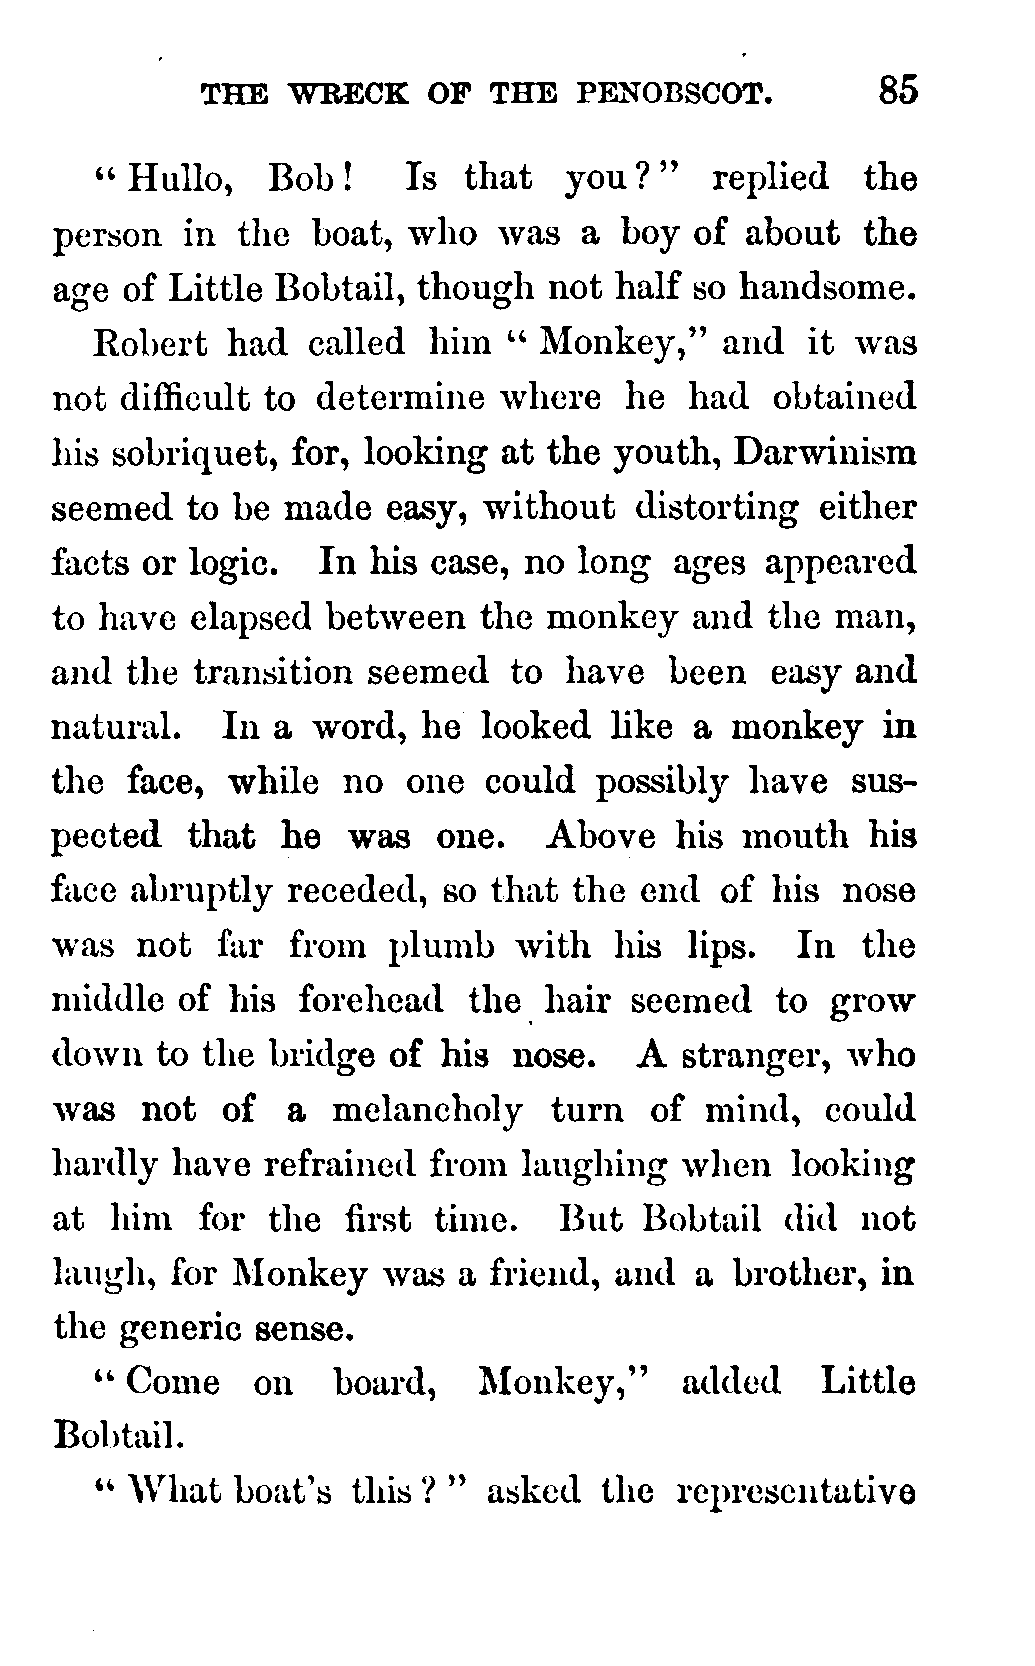 THE WRECK OF THE PENOBSCOT. 85
" Hullo, Bob! Is that you?" replied the
person in the boat, who was a boy of about the
age of Little Bobtail, though not half so handsome.
Robert had called him " Monkey," and it was
not difficult to determine where he had obtained
his sobriquet, for, looking at the youth, Darwinism
seemed to be made easy, without distorting either
facts or logic. In his case, no long ages appeared
to have elapsed between the monkey and the man,
and the transition seemed to have been easy and
natural. In a word, he looked like a monkey in
the face, while no one could possibly have sus-
pected that he was one. Above his mouth his
face abruptly receded, so that the end of his nose
was not far from plumb with his lips. In the
middle of his forehead the hair seemed to grow
down to the bridge of his nose. A stranger, who
was not of a melancholy turn of mind, could
hardly have refrained from laughing when looking
at him for the first time. But Bobtail did not
laugh, for Monkey was a friend, and a brother, in
the generic sense.
" Come on board, Monkey," added Little
Bobtail.
" What boat's this? " asked the representative